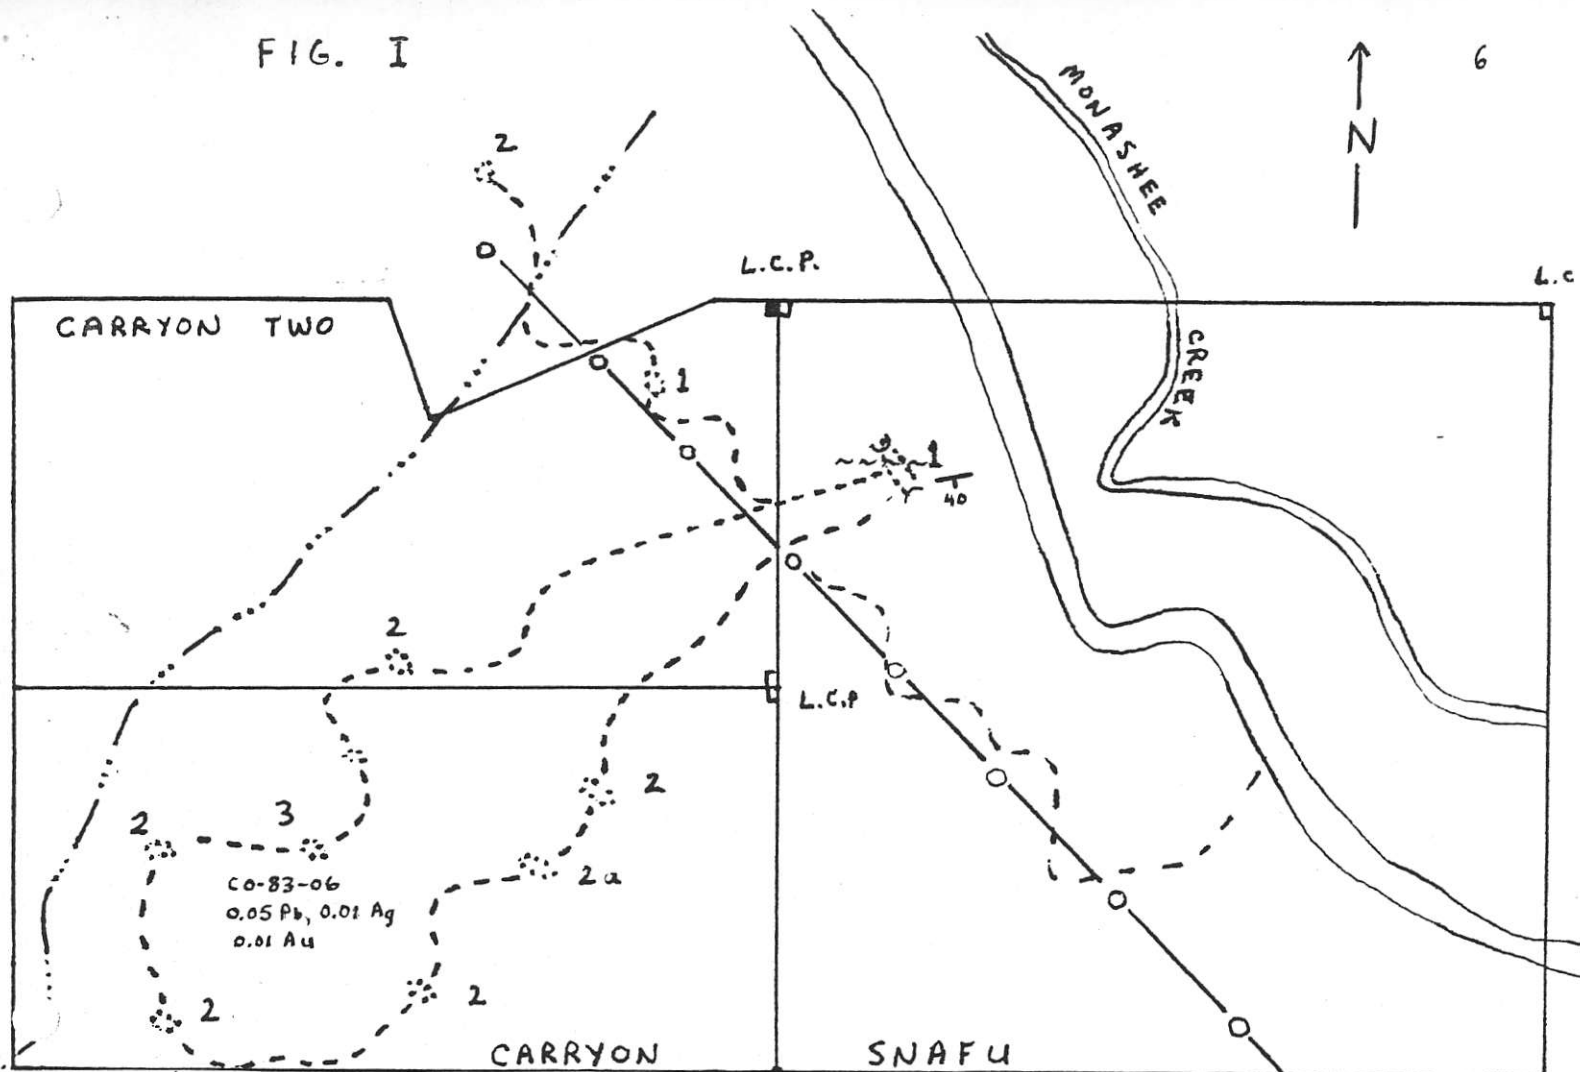 FIG. I
6
MONASHEE
N
2
L.C.P.
L.C
CARRYON TWO
CREEK
1
1
40
2
L.C.P
2
3
2
2a
CO-83-06
0.05 Pb, 0.01 Ag
0.01 Au
2
2
CARRYON
SNAFU